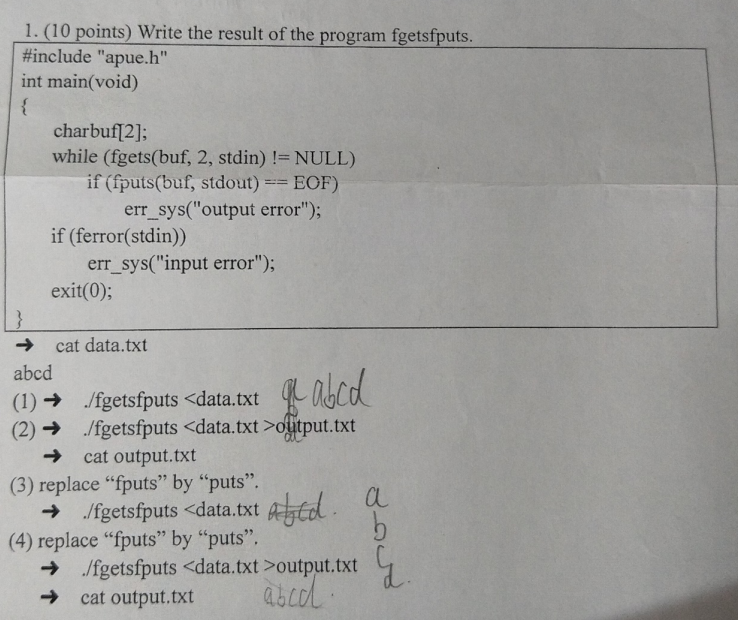 1. (10 points) Write the result of the program fgetsfputs.
#include "apue.h"
int main(void)
{
charbuf[2];
while (fgets(buf, 2, stdin) != NULL)
if (fputs(buf, stdout) == EOF)
err_sys("output error");
if (ferror(stdin))
err_sys("input error");
exit(0);
}
➔ cat data.txt
abcd
(1) ➔ ./fgetsfputs <data.txt abcd
(2) ➔ ./fgetsfputs <data.txt >output.txt
➔ cat output.txt
(3) replace “fputs” by “puts”.
➔ ./fgetsfputs <data.txt abcd. a
(4) replace “fputs” by “puts”. b
➔ ./fgetsfputs <data.txt >output.txt c
d.
➔ cat output.txt abcd.